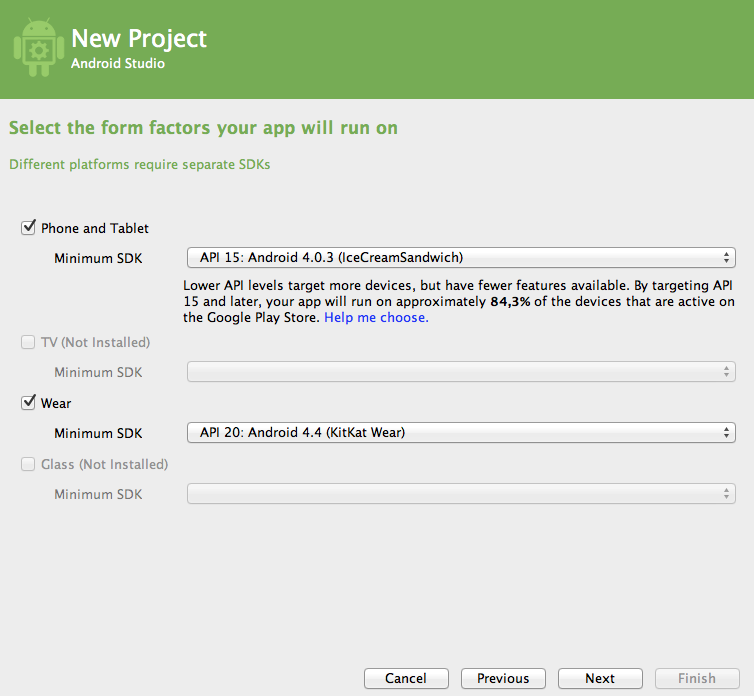 New Project
Android Studio
Select the form factors your app will run on
Different platforms require separate SDKs
Phone and Tablet
Minimum SDK API 15: Android 4.0.3 (IceCreamSandwich)
Lower API levels target more devices, but have fewer features available. By targeting API
15 and later, your app will run on approximately 84,3% of the devices that are active on
the Google Play Store. Help me choose.
TV (Not Installed)
Minimum SDK
Wear
Minimum SDK API 20: Android 4.4 (KitKat Wear)
Glass (Not Installed)
Minimum SDK
Cancel Previous Next Finish